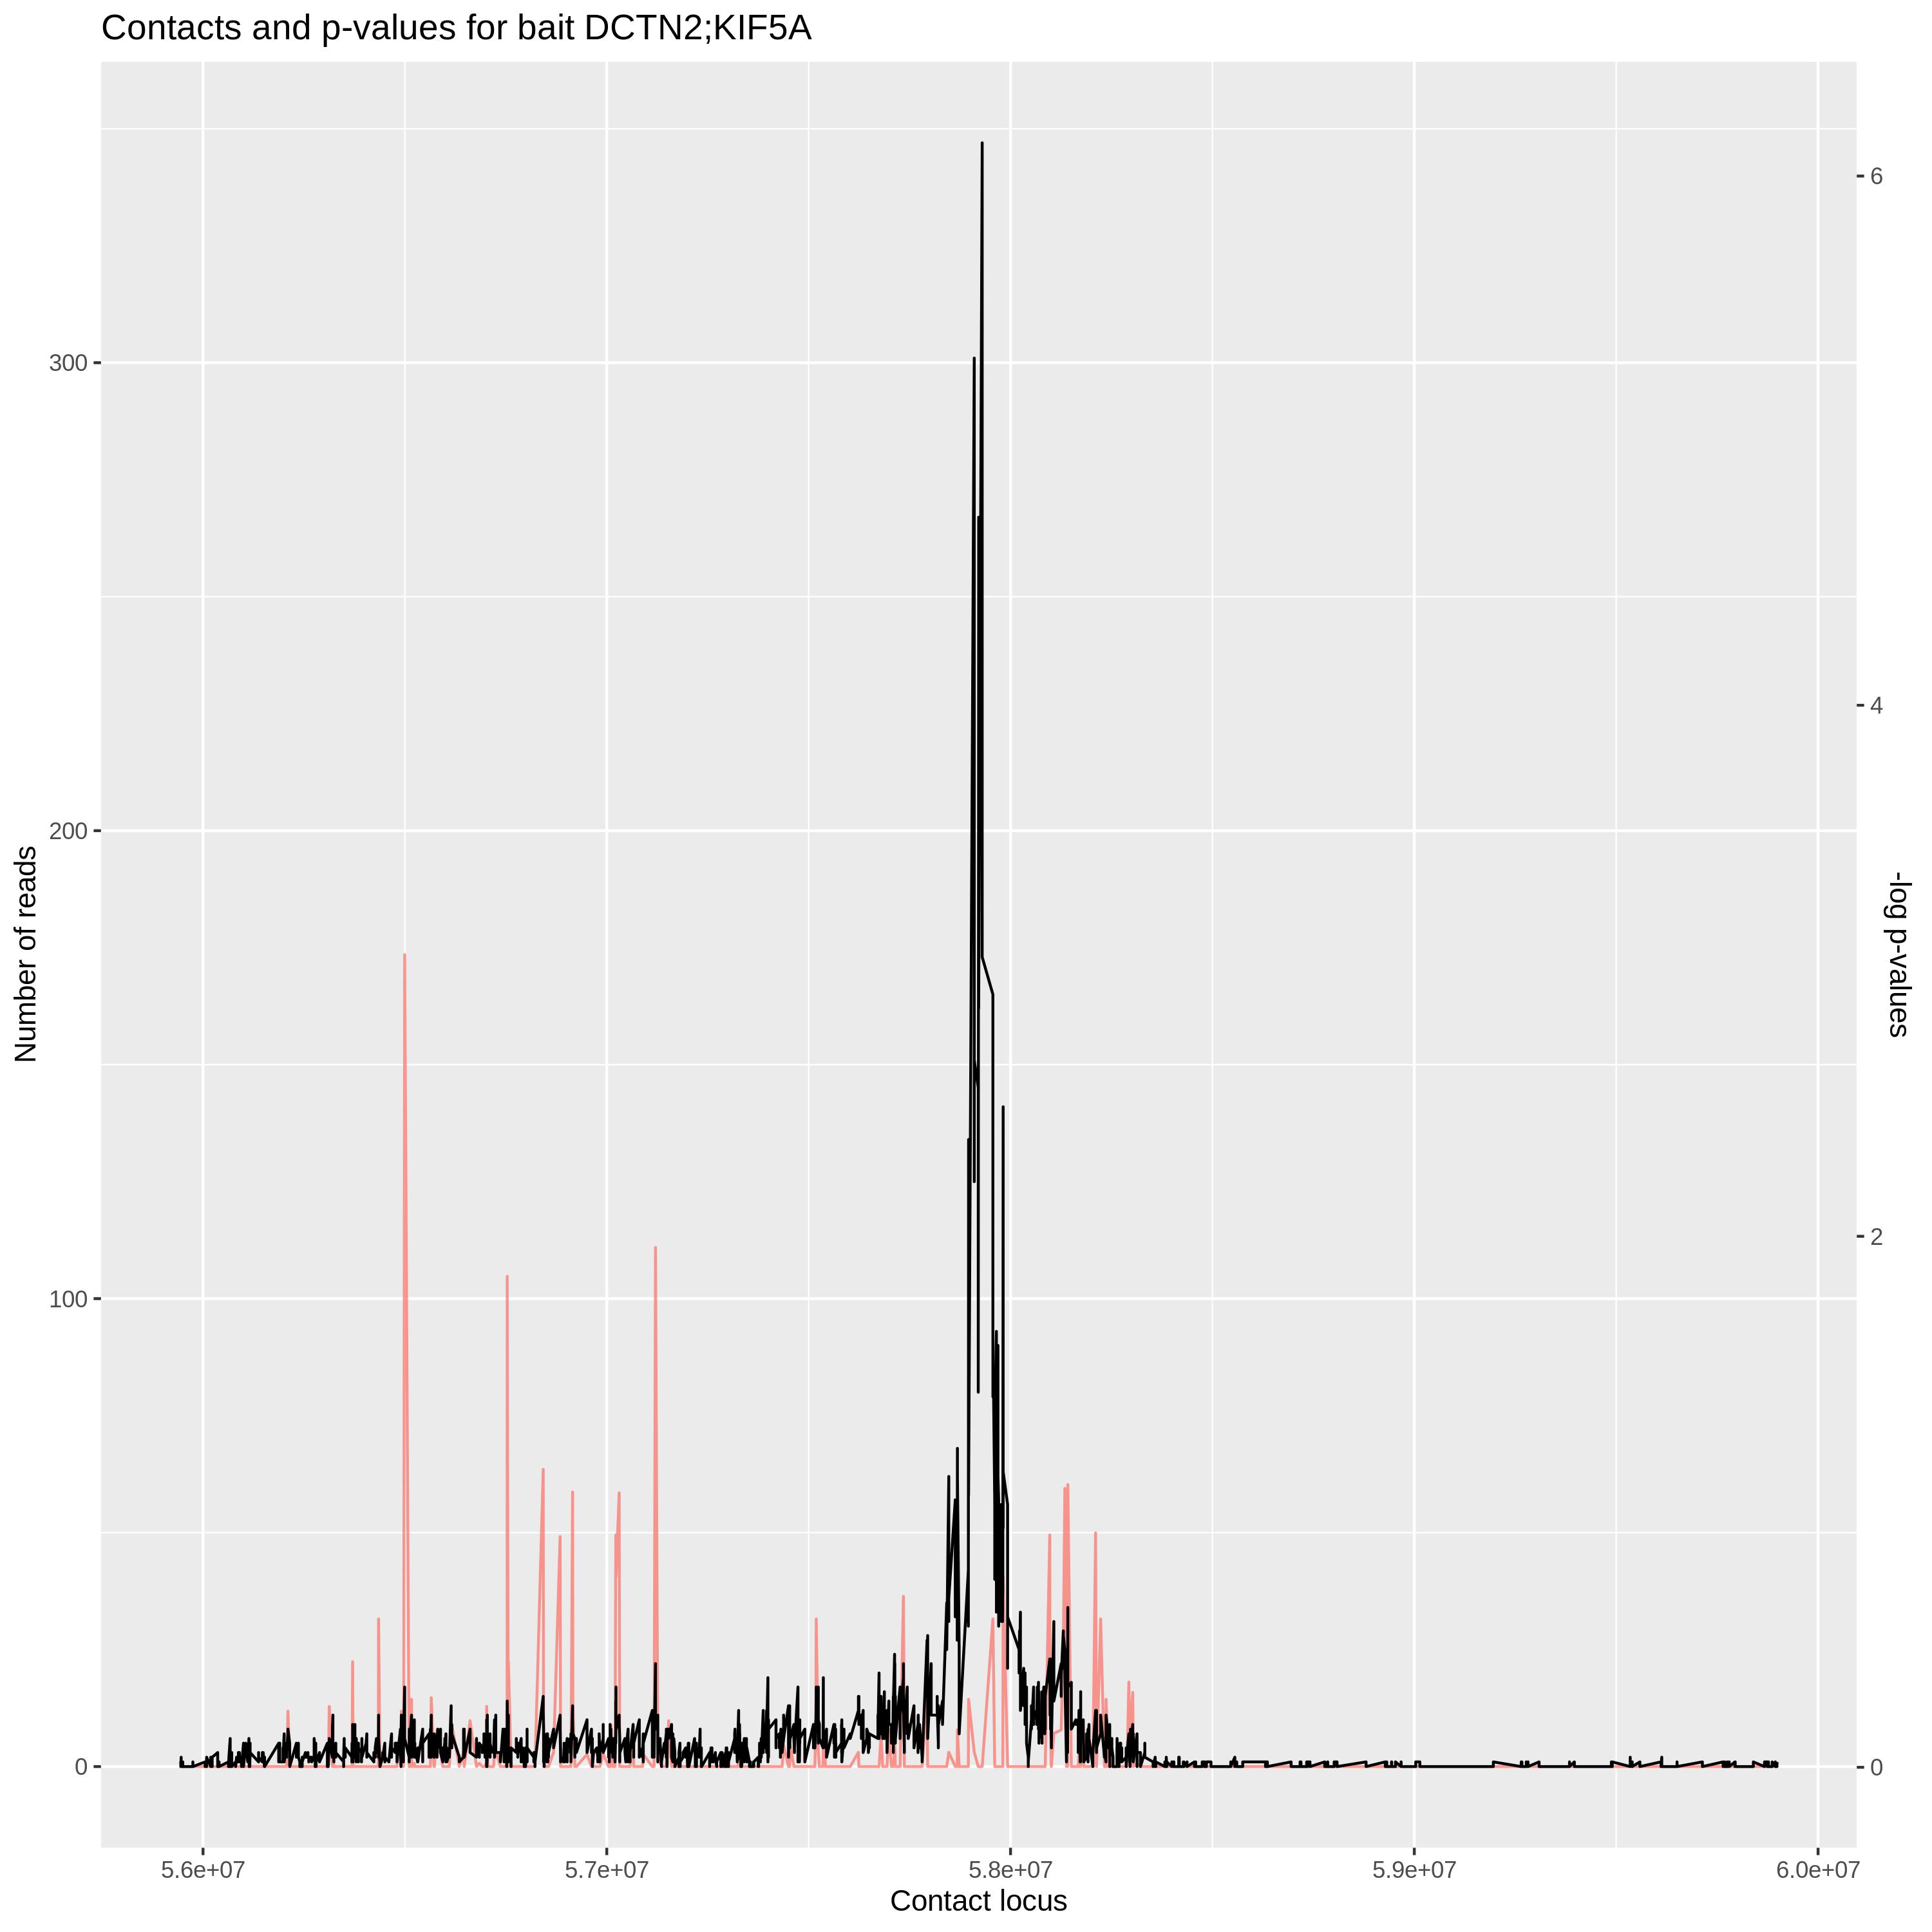 Contacts and p-values for bait DCTN2;KIF5A
Number of reads
300
200
100
0
6
4
2
0
-log p-values
5.6e+07
5.7e+07
5.8e+07
5.9e+07
6.0e+07
Contact locus